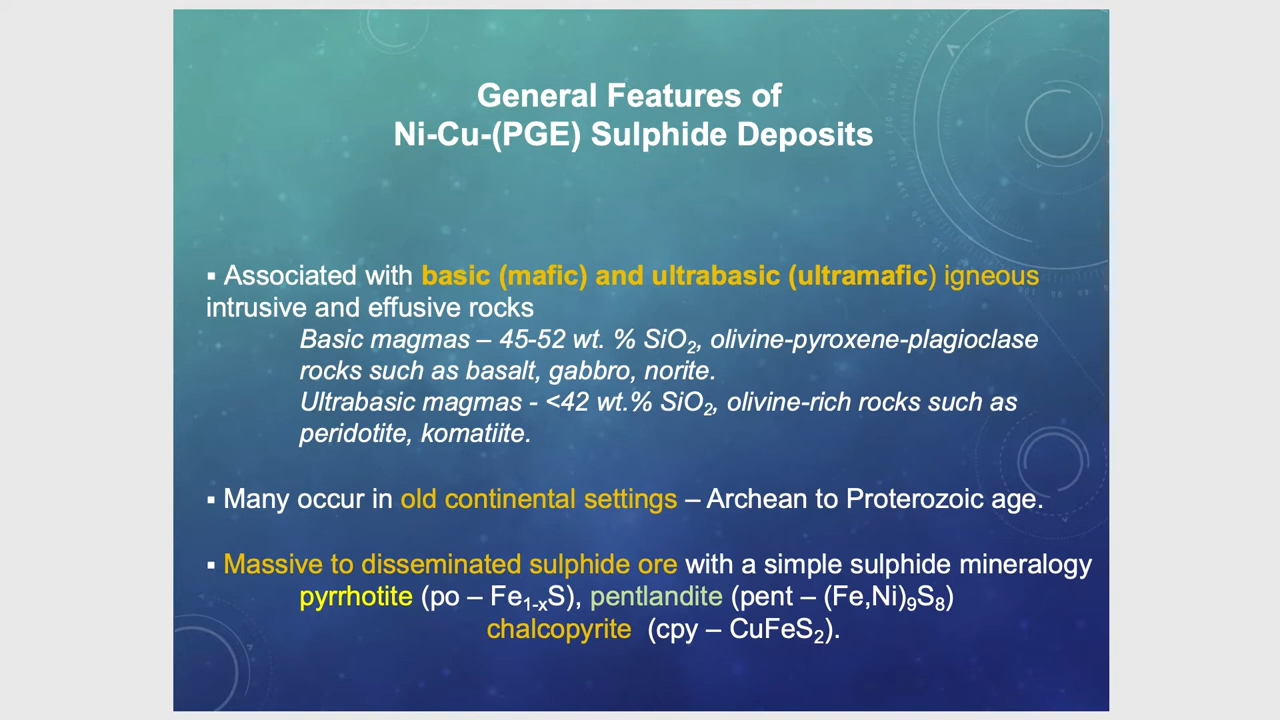 General Features of
Ni-Cu-(PGE) Sulphide Deposits
▪ Associated with basic (mafic) and ultrabasic (ultramafic) igneous
intrusive and effusive rocks
Basic magmas – 45-52 wt. % SiO₂, olivine-pyroxene-plagioclase
rocks such as basalt, gabbro, norite.
Ultrabasic magmas - <42 wt.% SiO₂, olivine-rich rocks such as
peridotite, komatiite.
▪ Many occur in old continental settings – Archean to Proterozoic age.
▪ Massive to disseminated sulphide ore with a simple sulphide mineralogy
pyrrhotite (po – Fe₁₋ₓS), pentlandite (pent – (Fe,Ni)₉S₈)
chalcopyrite (cpy – CuFeS₂).